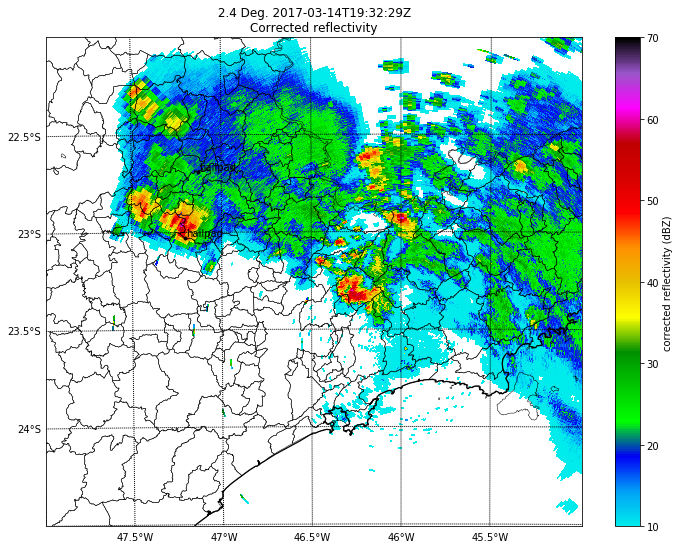 2.4 Deg. 2017-03-14T19:32:29Z
Corrected reflectivity
22.5°S
23°S
23.5°S
24°S
47.5°W
47°W
46.5°W
46°W
45.5°W
70
60
50
40
30
20
10
corrected reflectivity (dBZ)